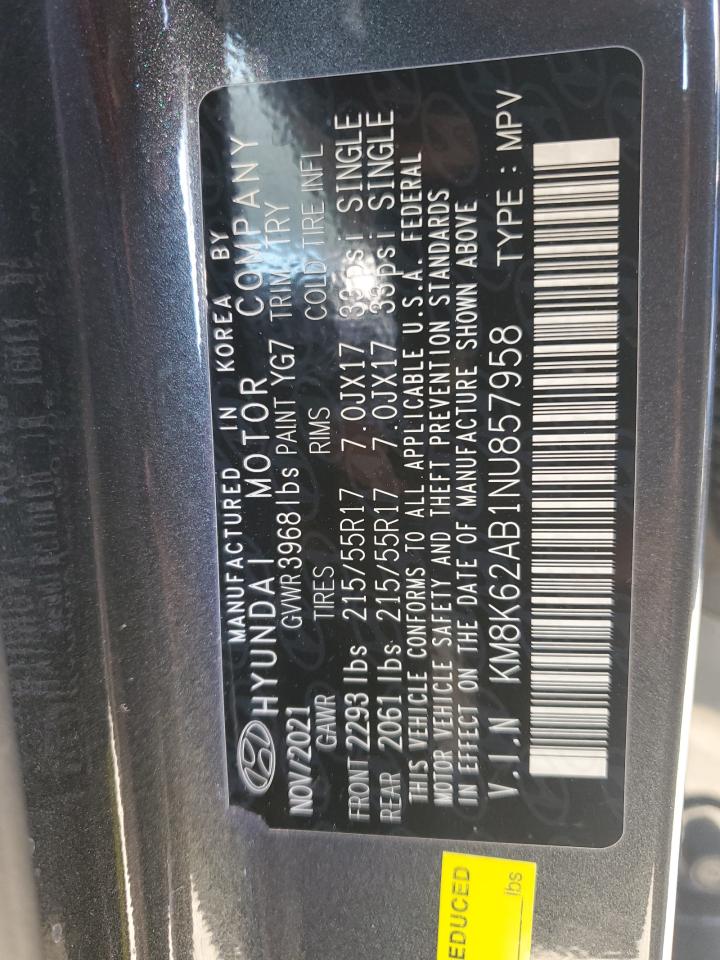 MANUFACTURED IN KOREA BY
HYUNDAI MOTOR COMPANY
NOV/2021 GVWR 3968 lbs PAINT YG7 TRIM TRY
GAWR TIRES RIMS COLD TIRE INFL
FRONT 2293 lbs 215/55R17 7.0JX17 33psi SINGLE
REAR 2061 lbs 215/55R17 7.0JX17 33psi SINGLE
THIS VEHICLE CONFORMS TO ALL APPLICABLE U.S.A. FEDERAL
MOTOR VEHICLE SAFETY AND THEFT PREVENTION STANDARDS
IN EFFECT ON THE DATE OF MANUFACTURE SHOWN ABOVE
V.I.N KM8K62AB1NU857958 TYPE : MPV
EDUCED
lbs